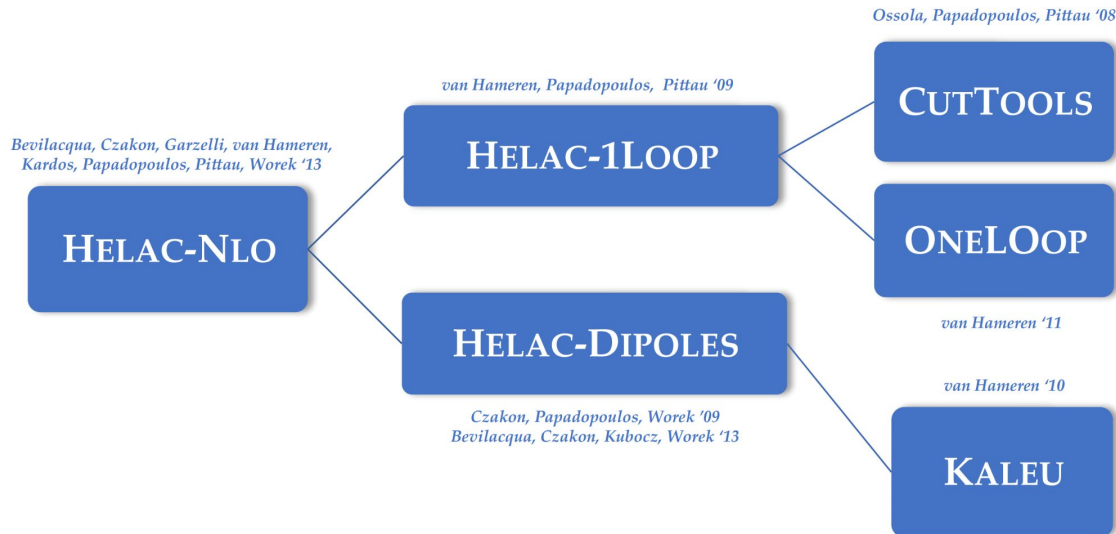 Ossola, Papadopoulos, Pittau ‘08
CUTTOOLS
van Hameren, Papadopoulos, Pittau ‘09
HELAC-1LOOP
Bevilacqua, Czakon, Garzelli, van Hameren,
Kardos, Papadopoulos, Pittau, Worek ‘13
HELAC-NLO
ONELOOP
van Hameren ‘11
HELAC-DIPOLES
Czakon, Papadopoulos, Worek ’09
Bevilacqua, Czakon, Kubocz, Worek ‘13
van Hameren ‘10
KALEU